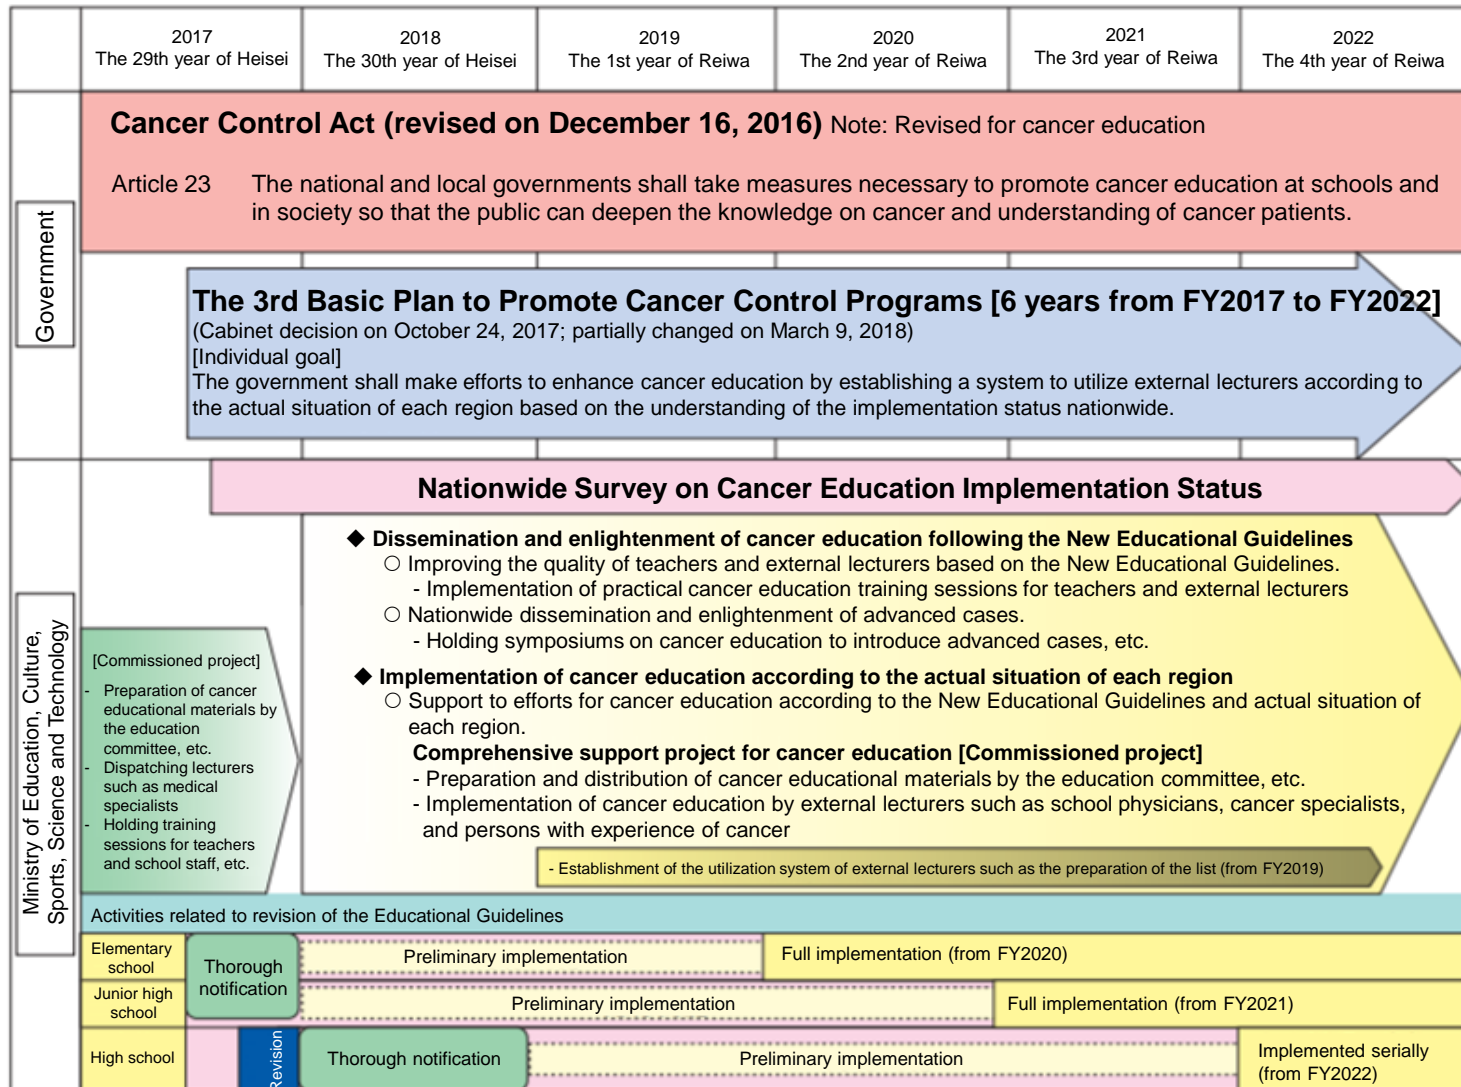 2017
The 29th year of Heisei
2018
The 30th year of Heisei
2019
The 1st year of Reiwa
2020
The 2nd year of Reiwa
2021
The 3rd year of Reiwa
2022
The 4th year of Reiwa
Government
Cancer Control Act (revised on December 16, 2016) Note: Revised for cancer education
Article 23 The national and local governments shall take measures necessary to promote cancer education at schools and
in society so that the public can deepen the knowledge on cancer and understanding of cancer patients.
The 3rd Basic Plan to Promote Cancer Control Programs [6 years from FY2017 to FY2022]
(Cabinet decision on October 24, 2017; partially changed on March 9, 2018)
[Individual goal]
The government shall make efforts to enhance cancer education by establishing a system to utilize external lecturers according to
the actual situation of each region based on the understanding of the implementation status nationwide.
Ministry of Education, Culture,
Sports, Science and Technology
Nationwide Survey on Cancer Education Implementation Status
[Commissioned project]
- Preparation of cancer
educational materials by
the education
committee, etc.
- Dispatching lecturers
such as medical
specialists
- Holding training
sessions for teachers
and school staff, etc.
◆ Dissemination and enlightenment of cancer education following the New Educational Guidelines
○ Improving the quality of teachers and external lecturers based on the New Educational Guidelines.
- Implementation of practical cancer education training sessions for teachers and external lecturers
○ Nationwide dissemination and enlightenment of advanced cases.
- Holding symposiums on cancer education to introduce advanced cases, etc.
◆ Implementation of cancer education according to the actual situation of each region
○ Support to efforts for cancer education according to the New Educational Guidelines and actual situation of
each region.
Comprehensive support project for cancer education [Commissioned project]
- Preparation and distribution of cancer educational materials by the education committee, etc.
- Implementation of cancer education by external lecturers such as school physicians, cancer specialists,
and persons with experience of cancer
- Establishment of the utilization system of external lecturers such as the preparation of the list (from FY2019)
Activities related to revision of the Educational Guidelines
Elementary
school
Thorough
notification
Preliminary implementation
Full implementation (from FY2020)
Junior high
school
Preliminary implementation
Full implementation (from FY2021)
High school
Revision
Thorough notification
Preliminary implementation
Implemented serially
(from FY2022)